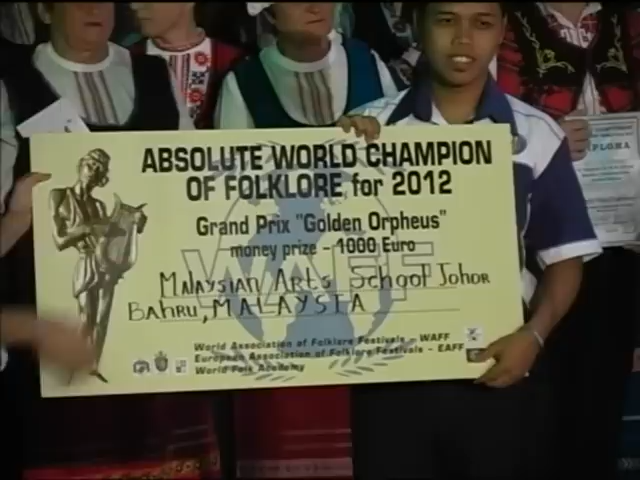 ABSOLUTE WORLD CHAMPION
OF FOLKLORE for 2012
Grand Prix "Golden Orpheus"
money prize - 1000 Euro
MALAYSIAN ARTS SCHOOL JOHOR
BAHRU, MALAYSIA
WAFF
World Association of Folklore Festivals - WAFF
European Association of Folklore Festivals - EAFF
World Folk Academy